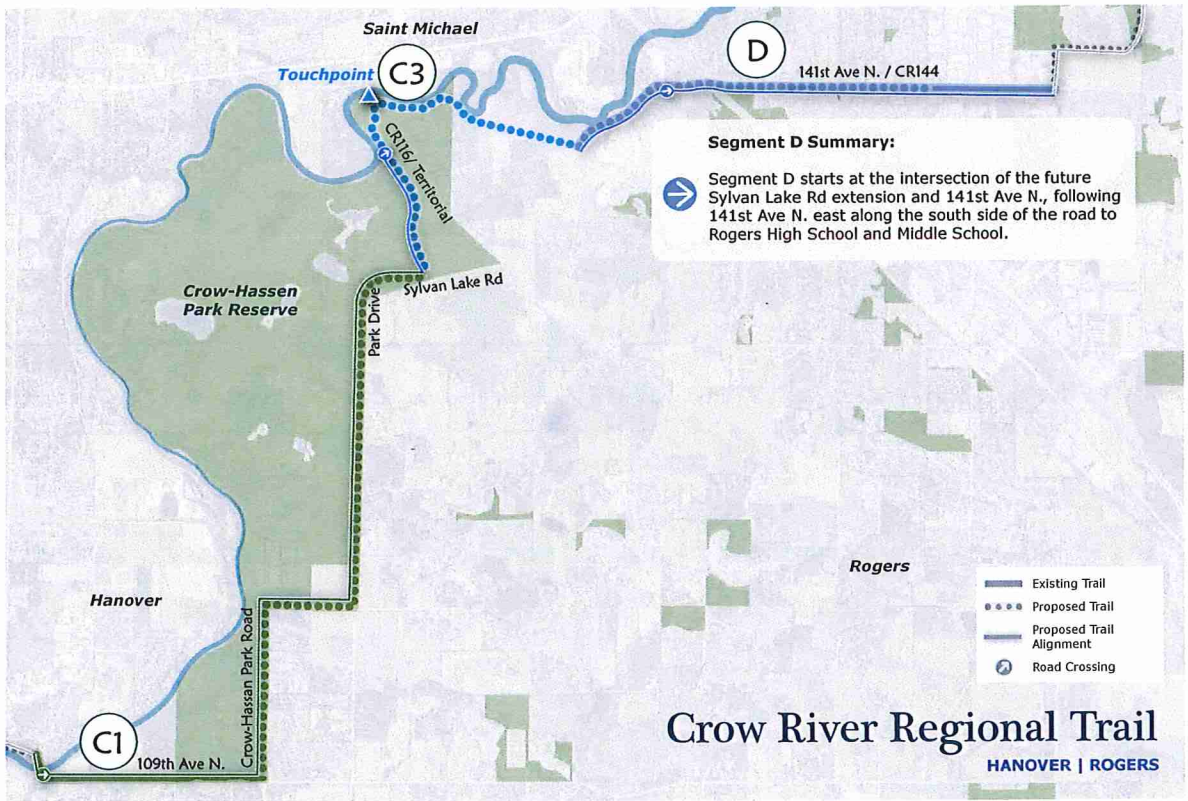 Saint Michael
Touchpoint
C3
D
141st Ave N. / CR144
CR116/ Territorial
Segment D Summary:
Segment D starts at the intersection of the future
Sylvan Lake Rd extension and 141st Ave N., following
141st Ave N. east along the south side of the road to
Rogers High School and Middle School.
Sylvan Lake Rd
Crow-Hassen
Park Reserve
Park Drive
Rogers
Hanover
Crow-Hassan Park Road
Existing Trail
Proposed Trail
Proposed Trail
Alignment
Road Crossing
C1
109th Ave N.
Crow River Regional Trail
HANOVER | ROGERS